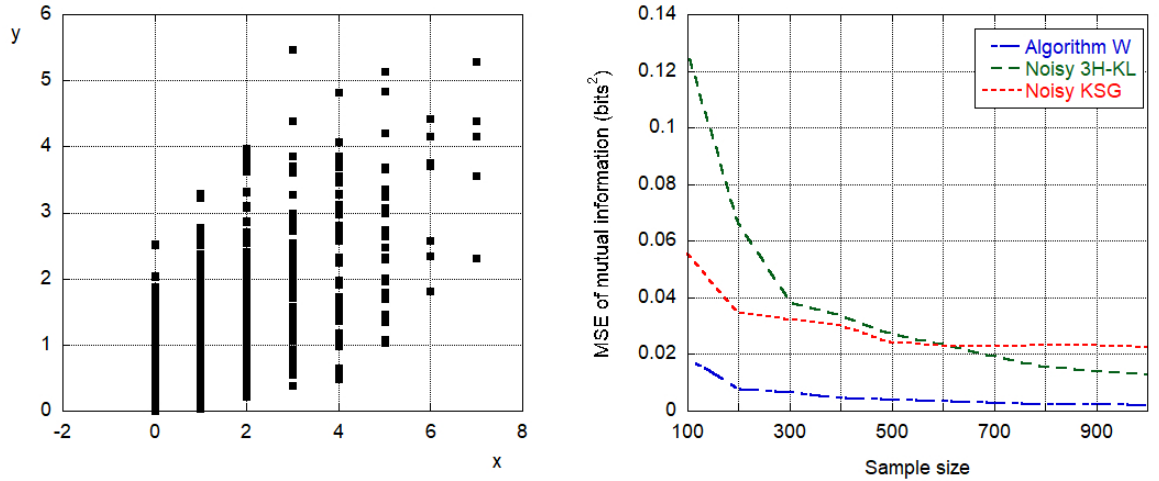 y
6
5
4
3
2
1
0
-2 0 2 4 6 8
x
MSE of mutual information (bits²)
0.14
0.12
0.1
0.08
0.06
0.04
0.02
0
100 300 500 700 900
Sample size
Algorithm W
Noisy 3H-KL
Noisy KSG